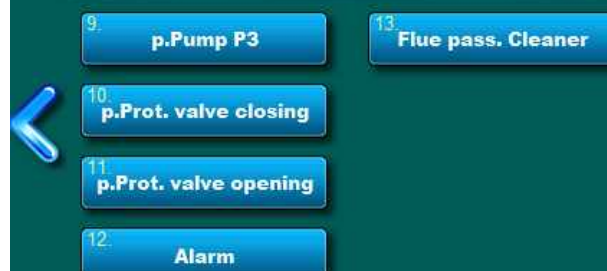 9.
p.Pump P3
10.
p.Prot. valve closing
11.
p.Prot. valve opening
12.
Alarm
13
Flue pass. Cleaner